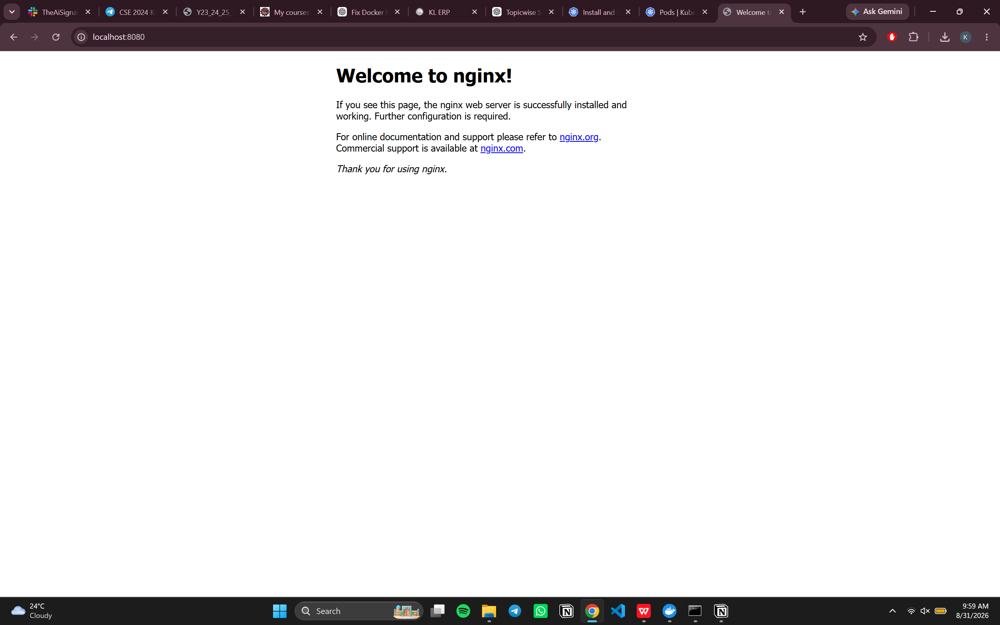 TheAiSignal
CSE 2024 K
Y23_24_25_
My courses
Fix Docker
KL ERP
Topicwise S
Install and
Pods | Kube
Welcome to
Ask Gemini
localhost:8080
K
Welcome to nginx!
If you see this page, the nginx web server is successfully installed and
working. Further configuration is required.
For online documentation and support please refer to nginx.org.
Commercial support is available at nginx.com.
Thank you for using nginx.
24°C
Cloudy
Search
9:59 AM
8/31/2026